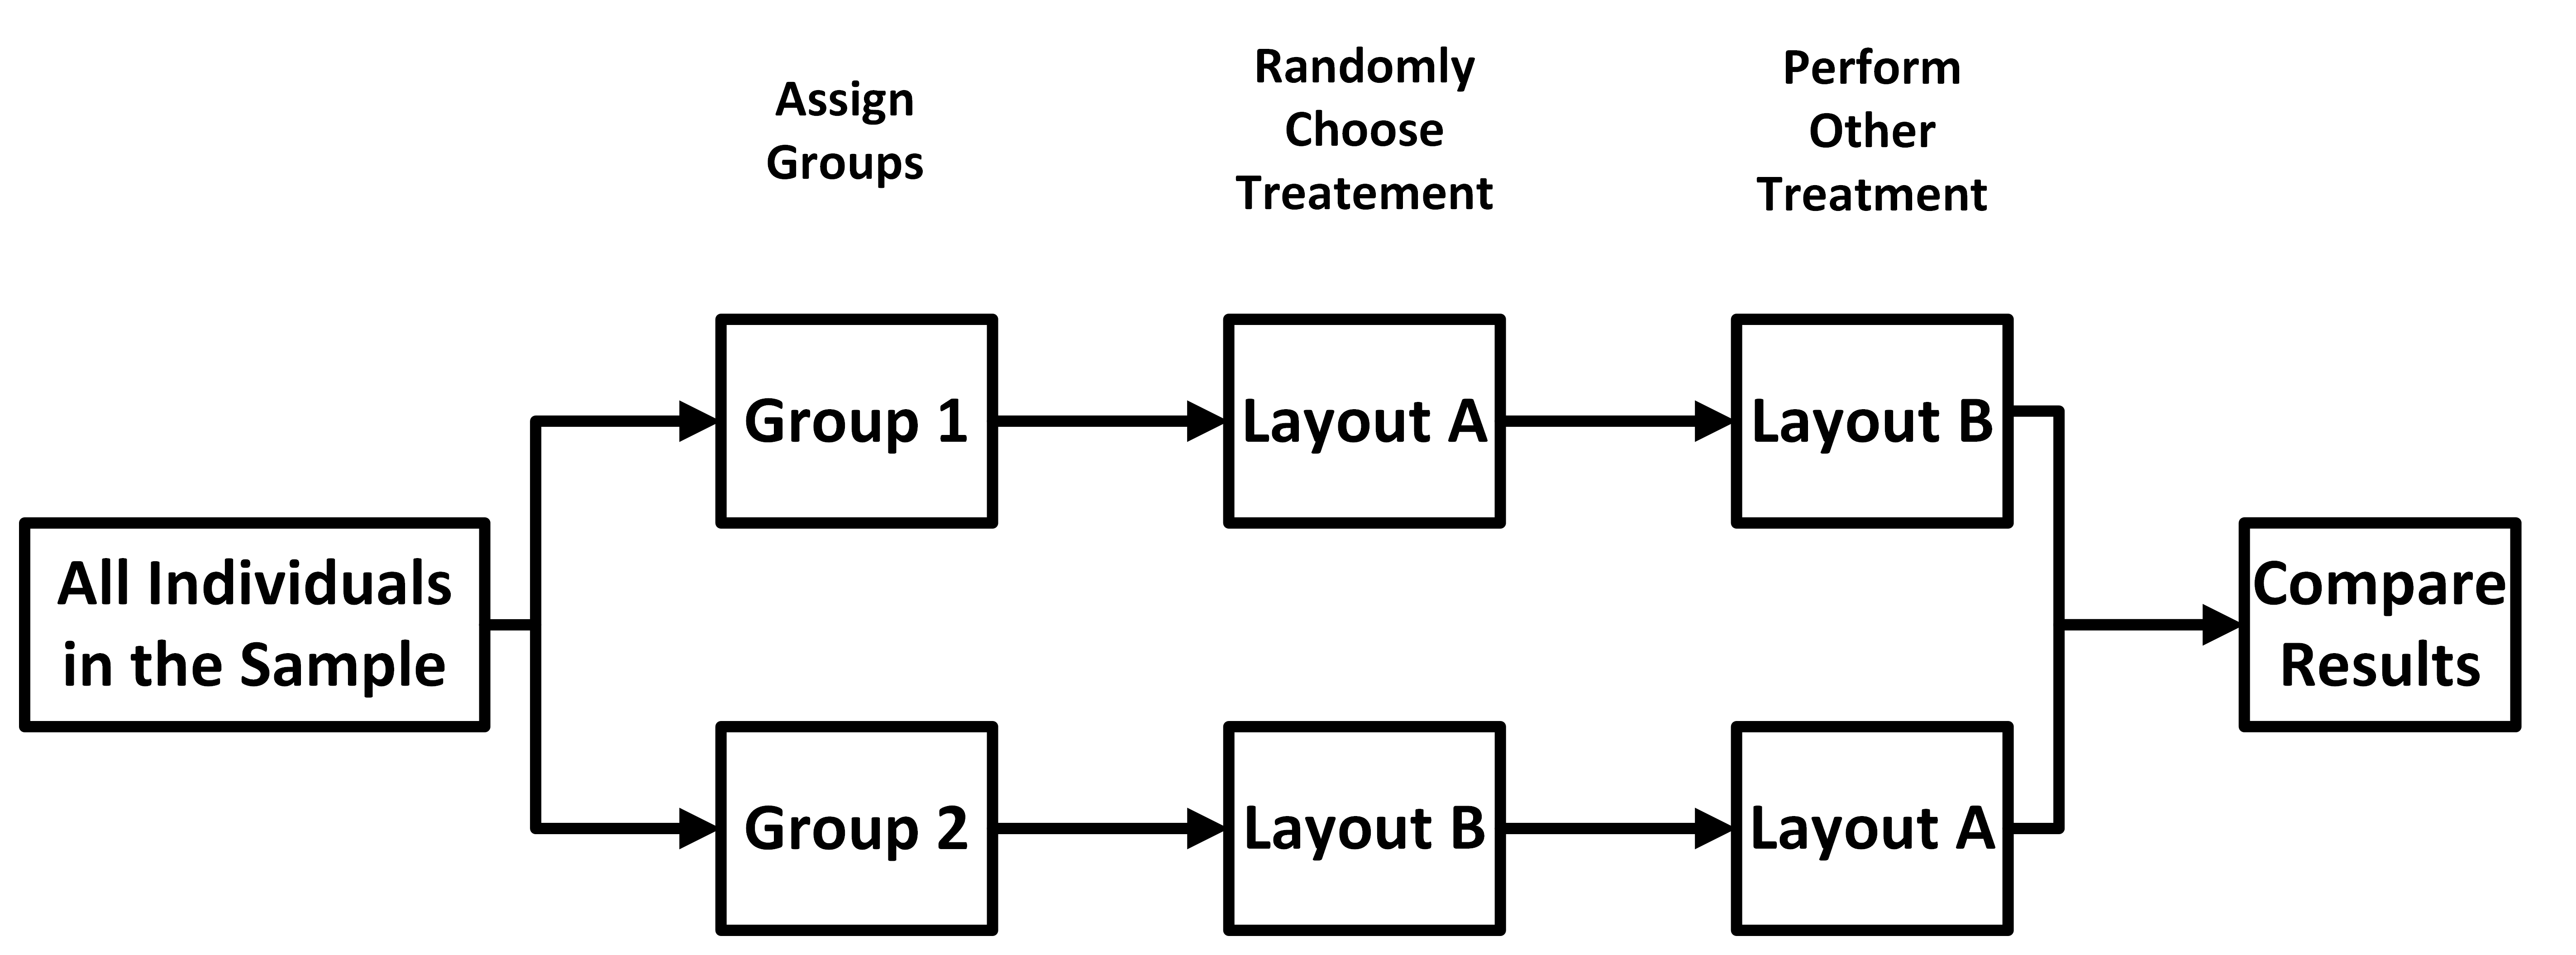 Assign
Groups
Randomly
Choose
Treatement
Perform
Other
Treatment
Group 1
Layout A
Layout B
All Individuals
in the Sample
Compare
Results
Group 2
Layout B
Layout A